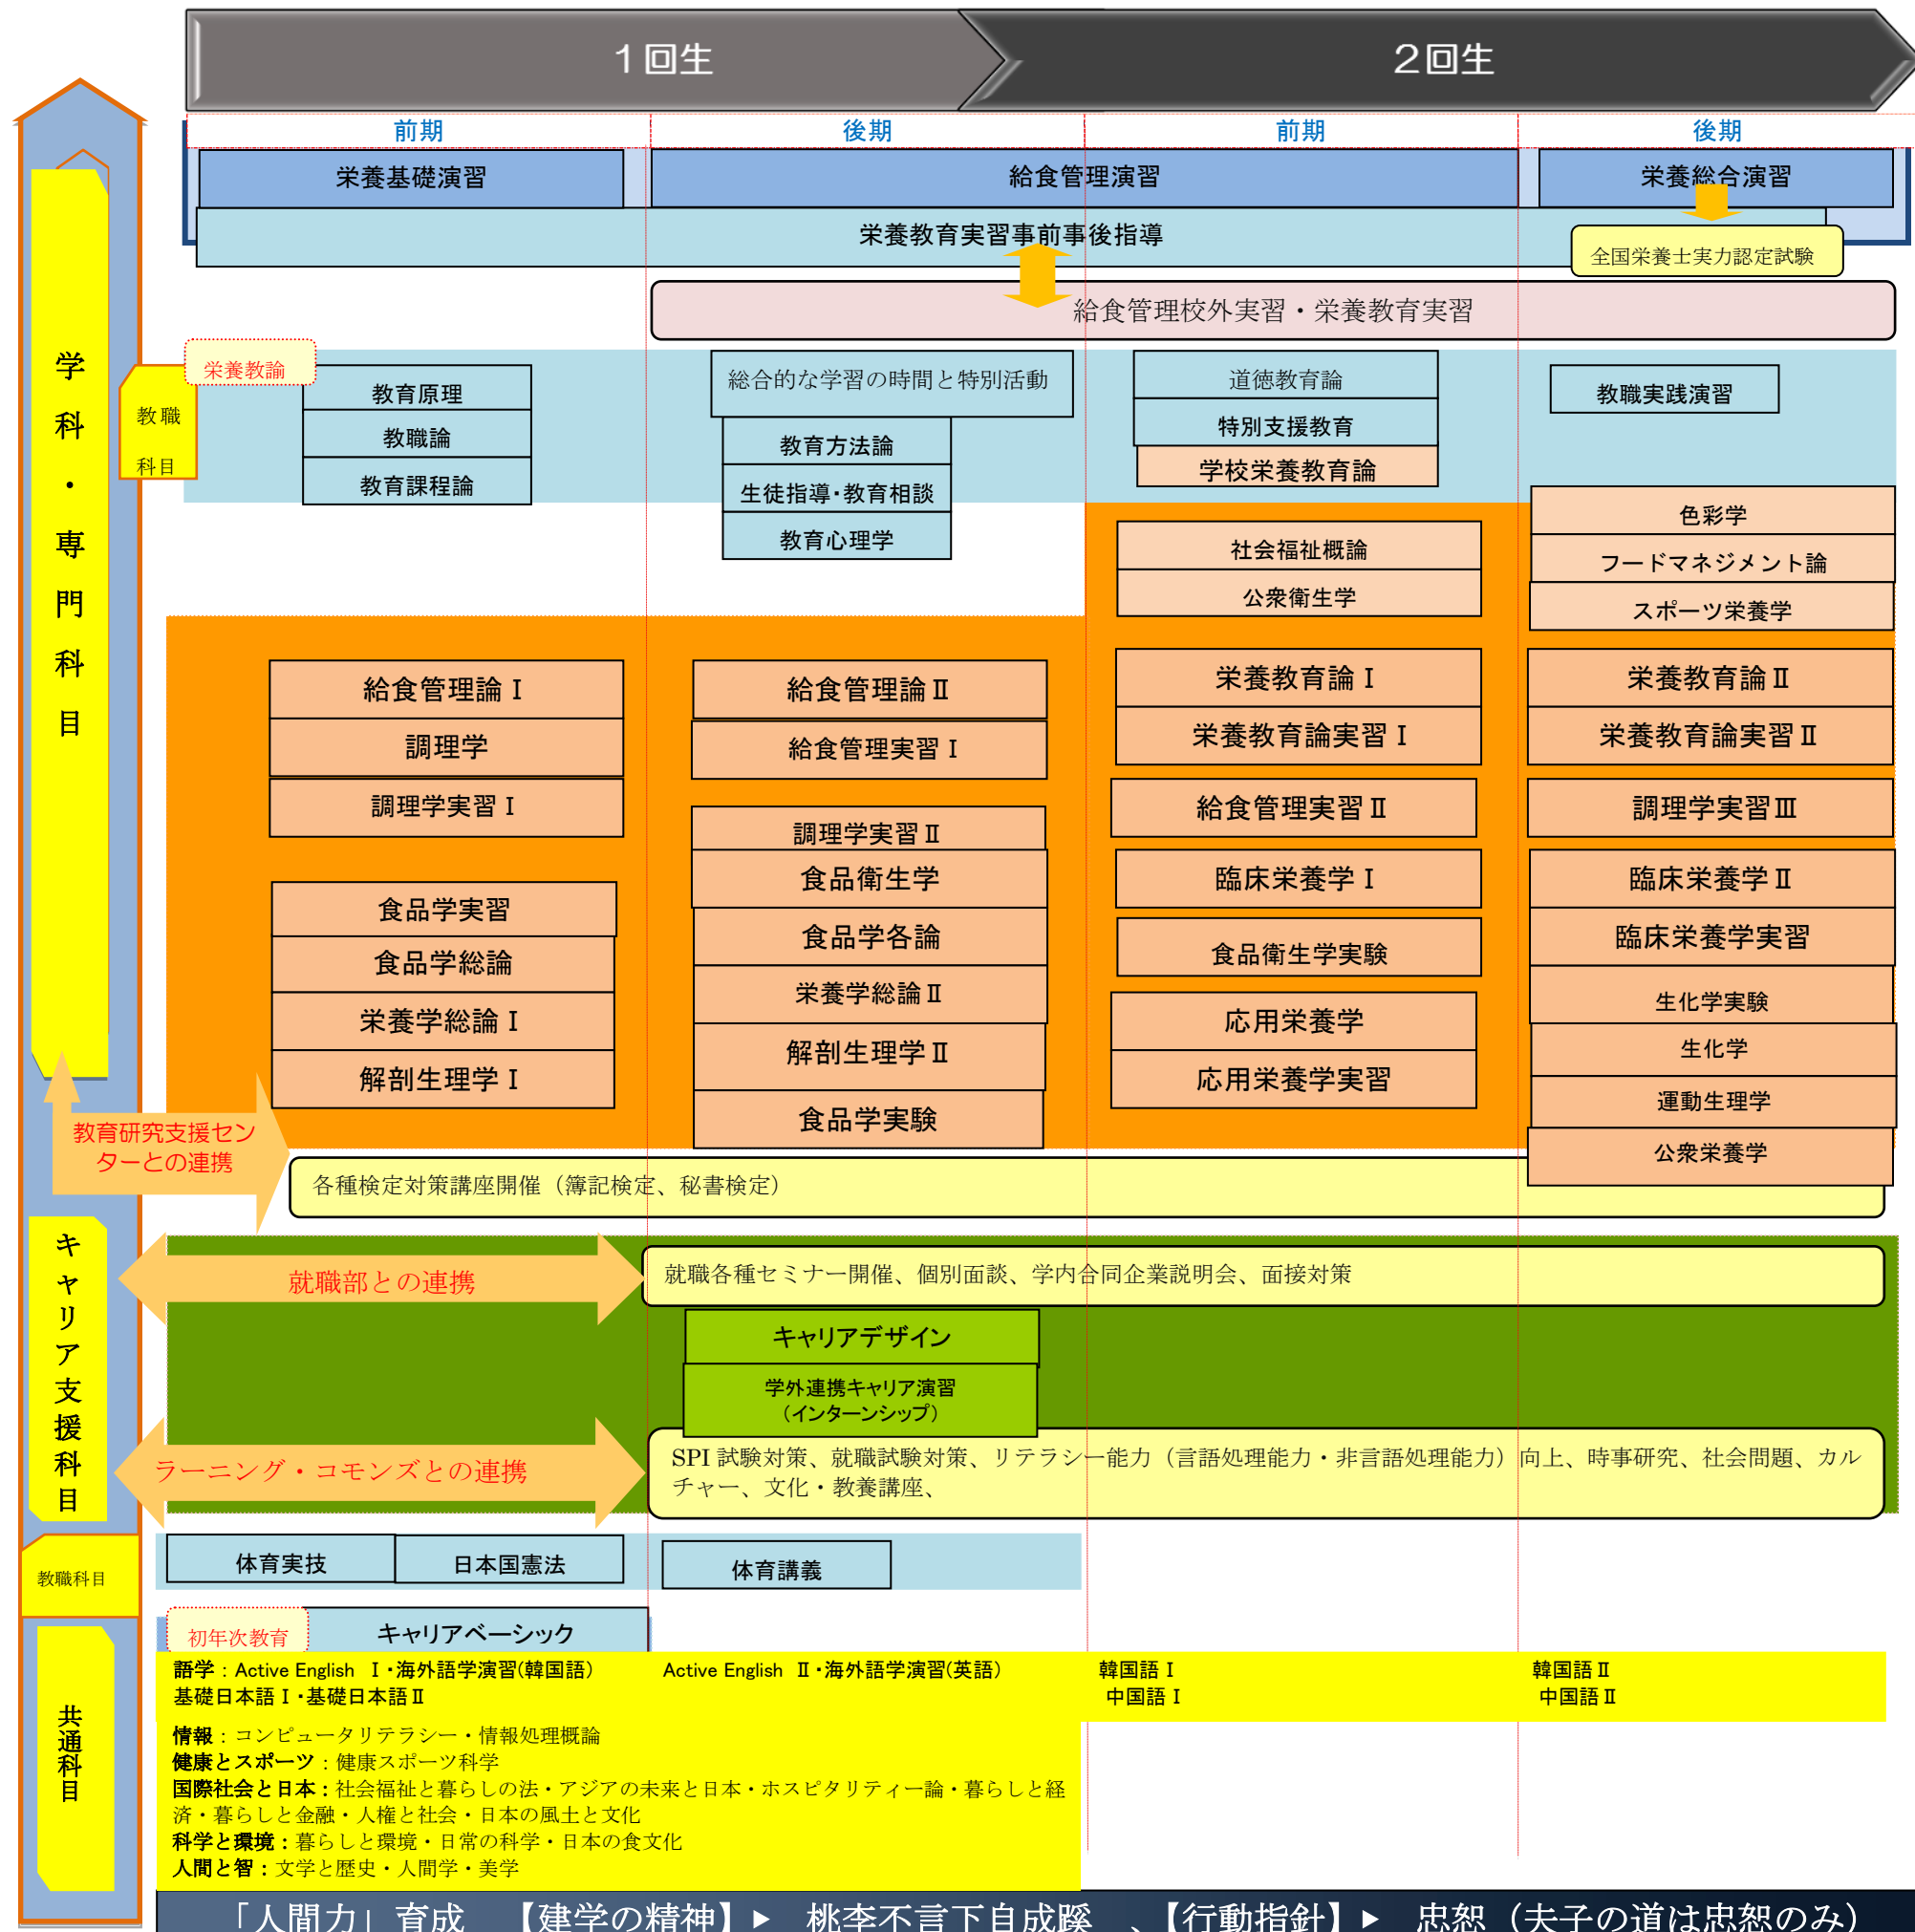 1回生
2回生
前期
後期
前期
後期
栄養基礎演習
給食管理演習
栄養総合演習
栄養教育実習事前事後指導
全国栄養士実力認定試験
給食管理校外実習・栄養教育実習
学科・専門科目
教職
科目
栄養教諭
教育原理
教職論
教育課程論
総合的な学習の時間と特別活動
教育方法論
生徒指導・教育相談
教育心理学
道徳教育論
特別支援教育
学校栄養教育論
教職実践演習
社会福祉概論
公衆衛生学
色彩学
フードマネジメント論
スポーツ栄養学
給食管理論Ⅰ
調理学
調理学実習Ⅰ
食品学実習
食品学総論
栄養学総論Ⅰ
解剖生理学Ⅰ
給食管理論Ⅱ
給食管理実習Ⅰ
調理学実習Ⅱ
食品衛生学
食品学各論
栄養学総論Ⅱ
解剖生理学Ⅱ
食品学実験
栄養教育論Ⅰ
栄養教育論実習Ⅰ
給食管理実習Ⅱ
臨床栄養学Ⅰ
食品衛生学実験
応用栄養学
応用栄養学実習
栄養教育論Ⅱ
栄養教育論実習Ⅱ
調理学実習Ⅲ
臨床栄養学Ⅱ
臨床栄養学実習
生化学実験
生化学
運動生理学
公衆栄養学
教育研究支援セン
ターとの連携
各種検定対策講座開催（簿記検定、秘書検定）
キャリア支援科目
就職部との連携
就職各種セミナー開催、個別面談、学内合同企業説明会、面接対策
キャリアデザイン
学外連携キャリア演習
（インターンシップ）
ラーニング・コモンズとの連携
SPI 試験対策、就職試験対策、リテラシー能力（言語処理能力・非言語処理能力）向上、時事研究、社会問題、カル
チャー、文化・教養講座、
教職科目
体育実技
日本国憲法
体育講義
初年次教育
キャリアベーシック
共通科目
語学：Active English Ⅰ・海外語学演習(韓国語)
基礎日本語Ⅰ・基礎日本語Ⅱ
Active English Ⅱ・海外語学演習(英語)
韓国語Ⅰ
中国語Ⅰ
韓国語Ⅱ
中国語Ⅱ
情報：コンピュータリテラシー・情報処理概論
健康とスポーツ：健康スポーツ科学
国際社会と日本：社会福祉と暮らしの法・アジアの未来と日本・ホスピタリティー論・暮らしと経
済・暮らしと金融・人権と社会・日本の風土と文化
科学と環境：暮らしと環境・日常の科学・日本の食文化
人間と智：文学と歴史・人間学・美学
「人間力」育成　【建学の精神】▶　桃李不言下自成蹊　、【行動指針】▶　忠恕（夫子の道は忠恕のみ）